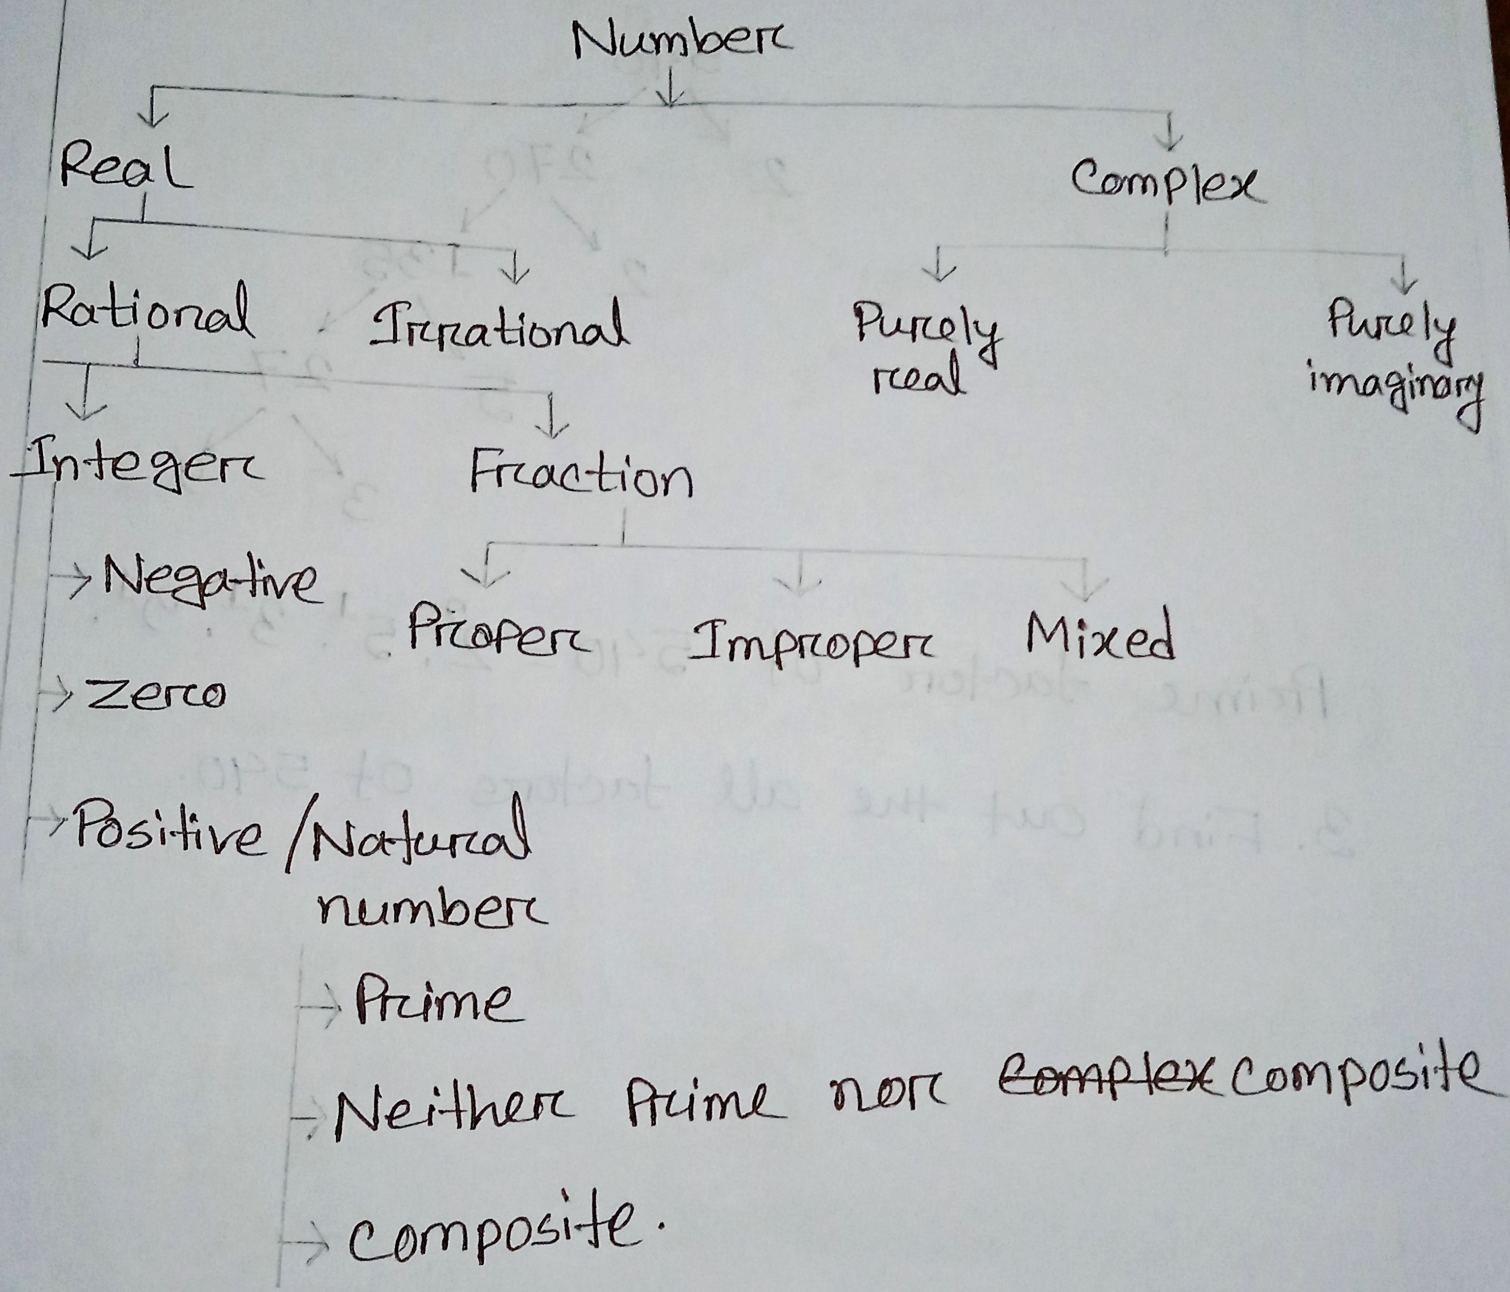 Number
Real Complex
Rational Irrational Purely real Purely imaginary
Integer Fraction
Negative
Proper Improper Mixed
Zero
Positive / Natural
number
Prime
Neither Prime nor Complex composite
composite.